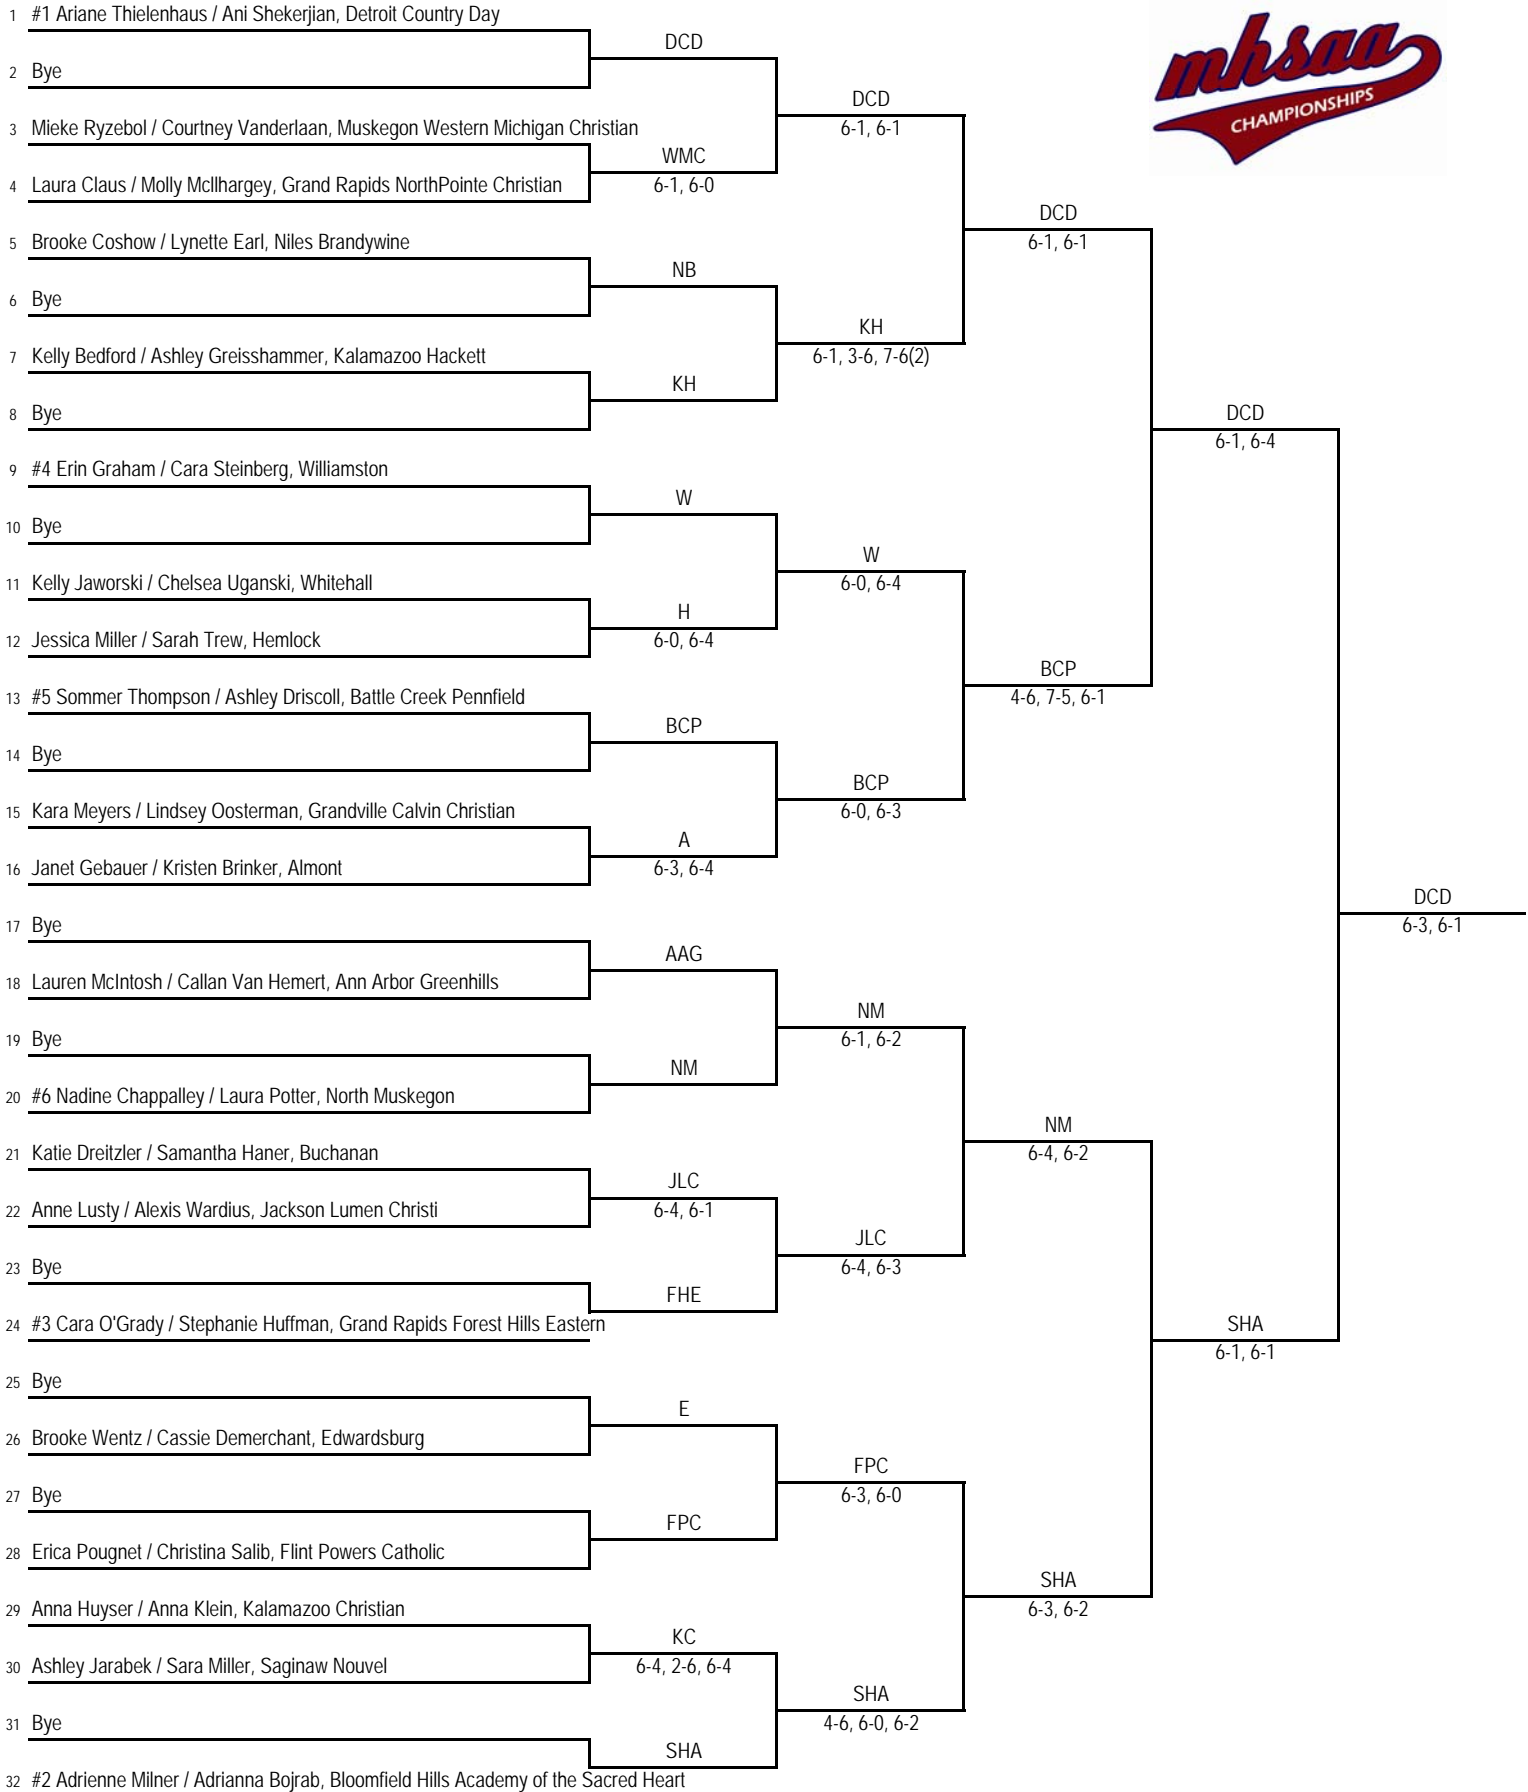 1 #1 Ariane Thielenhaus / Ani Shekerjian, Detroit Country Day
mhsaa
CHAMPIONSHIPS
DCD
2 Bye
DCD
6-1, 6-1
3 Mieke Ryzebol / Courtney Vanderlaan, Muskegon Western Michigan Christian
WMC
6-1, 6-0
4 Laura Claus / Molly McIlhargey, Grand Rapids NorthPointe Christian
DCD
6-1, 6-1
5 Brooke Coshow / Lynette Earl, Niles Brandywine
NB
6 Bye
KH
6-1, 3-6, 7-6(2)
7 Kelly Bedford / Ashley Greisshammer, Kalamazoo Hackett
KH
8 Bye
DCD
6-1, 6-4
9 #4 Erin Graham / Cara Steinberg, Williamston
W
10 Bye
W
6-0, 6-4
11 Kelly Jaworski / Chelsea Uganski, Whitehall
H
6-0, 6-4
12 Jessica Miller / Sarah Trew, Hemlock
BCP
4-6, 7-5, 6-1
13 #5 Sommer Thompson / Ashley Driscoll, Battle Creek Pennfield
BCP
14 Bye
BCP
6-0, 6-3
15 Kara Meyers / Lindsey Oosterman, Grandville Calvin Christian
A
6-3, 6-4
16 Janet Gebauer / Kristen Brinker, Almont
DCD
6-3, 6-1
17 Bye
AAG
18 Lauren McIntosh / Callan Van Hemert, Ann Arbor Greenhills
NM
6-1, 6-2
19 Bye
NM
20 #6 Nadine Chappalley / Laura Potter, North Muskegon
NM
6-4, 6-2
21 Katie Dreitzler / Samantha Haner, Buchanan
JLC
6-4, 6-1
22 Anne Lusty / Alexis Wardius, Jackson Lumen Christi
JLC
6-4, 6-3
23 Bye
FHE
24 #3 Cara O'Grady / Stephanie Huffman, Grand Rapids Forest Hills Eastern
SHA
6-1, 6-1
25 Bye
E
26 Brooke Wentz / Cassie Demerchant, Edwardsburg
FPC
6-3, 6-0
27 Bye
FPC
28 Erica Pougnet / Christina Salib, Flint Powers Catholic
SHA
6-3, 6-2
29 Anna Huyser / Anna Klein, Kalamazoo Christian
KC
6-4, 2-6, 6-4
30 Ashley Jarabek / Sara Miller, Saginaw Nouvel
SHA
4-6, 6-0, 6-2
31 Bye
SHA
32 #2 Adrienne Milner / Adrianna Bojrab, Bloomfield Hills Academy of the Sacred Heart